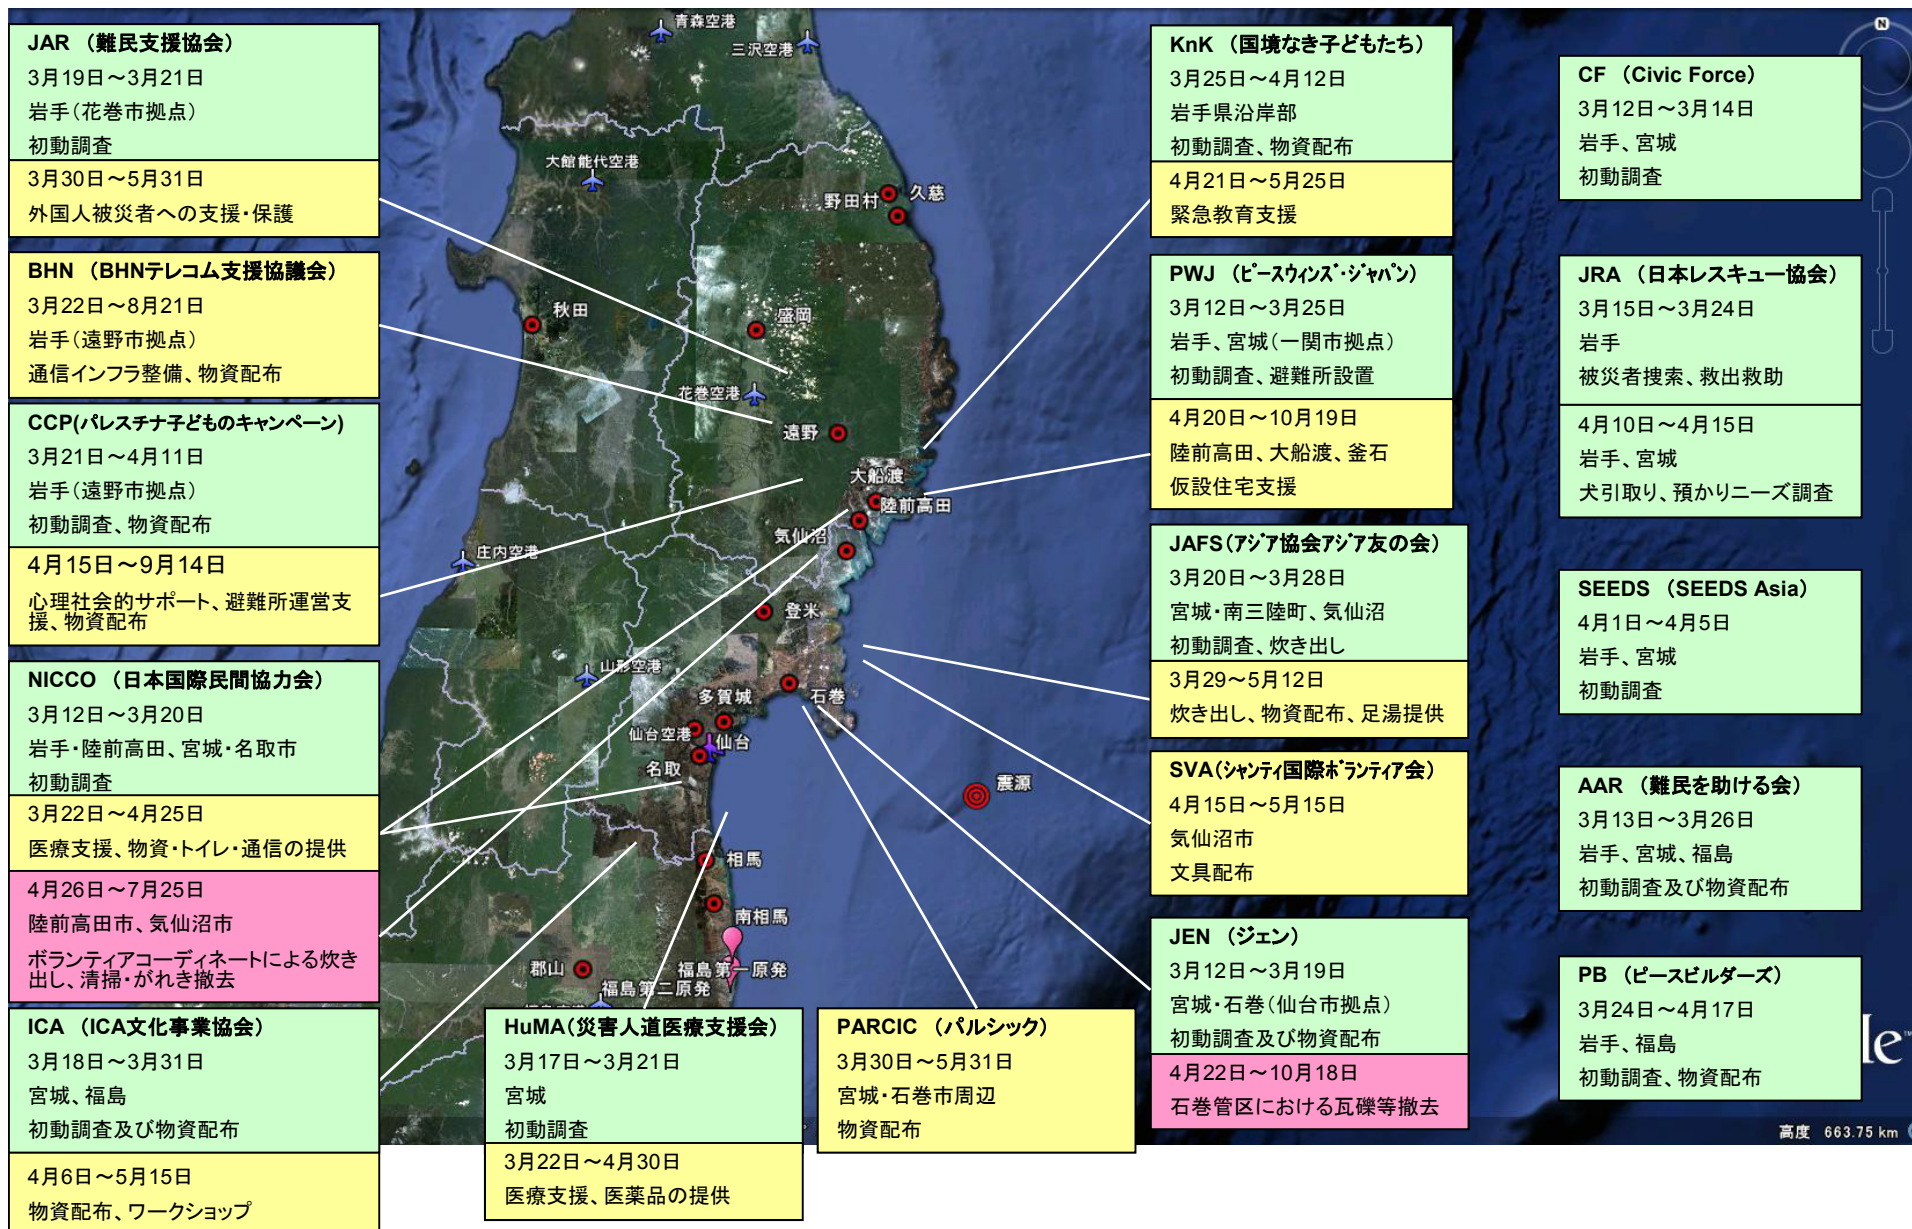 JAR （難民支援協会）
3月19日～3月21日
岩手（花巻市拠点）
初動調査
3月30日～5月31日
外国人被災者への支援・保護
BHN （BHNテレコム支援協議会）
3月22日～8月21日
岩手（遠野市拠点）
通信インフラ整備、物資配布
CCP(パレスチナ子どものキャンペーン)
3月21日～4月11日
岩手（遠野市拠点）
初動調査、物資配布
4月15日～9月14日
心理社会的サポート、避難所運営支
援、物資配布
NICCO （日本国際民間協力会）
3月12日～3月20日
岩手・陸前高田、宮城・名取市
初動調査
3月22日～4月25日
医療支援、物資・トイレ・通信の提供
4月26日～7月25日
陸前高田市、気仙沼市
ボランティアコーディネートによる炊き
出し、清掃・がれき撤去
ICA （ICA文化事業協会）
3月18日～3月31日
宮城、福島
初動調査及び物資配布
4月6日～5月15日
物資配布、ワークショップ
HuMA（災害人道医療支援会）
3月17日～3月21日
宮城
初動調査
3月22日～4月30日
医療支援、医薬品の提供
PARCIC （パルシック）
3月30日～5月31日
宮城・石巻市周辺
物資配布
KnK （国境なき子どもたち）
3月25日～4月12日
岩手県沿岸部
初動調査、物資配布
4月21日～5月25日
緊急教育支援
PWJ （ピースウィンズ・ジャパン）
3月12日～3月25日
岩手、宮城（一関市拠点）
初動調査、避難所設置
4月20日～10月19日
陸前高田、大船渡、釜石
仮設住宅支援
JAFS（アジア協会アジア友の会）
3月20日～3月28日
宮城・南三陸町、気仙沼
初動調査、炊き出し
3月29～5月12日
炊き出し、物資配布、足湯提供
SVA（シャンティ国際ボランティア会）
4月15日～5月15日
気仙沼市
文具配布
JEN （ジェン）
3月12日～3月19日
宮城・石巻（仙台市拠点）
初動調査及び物資配布
4月22日～10月18日
石巻管区における瓦礫等撤去
CF （Civic Force）
3月12日～3月14日
岩手、宮城
初動調査
JRA （日本レスキュー協会）
3月15日～3月24日
岩手
被災者捜索、救出救助
4月10日～4月15日
岩手、宮城
犬引取り、預かりニーズ調査
SEEDS （SEEDS Asia）
4月1日～4月5日
岩手、宮城
初動調査
AAR （難民を助ける会）
3月13日～3月26日
岩手、宮城、福島
初動調査及び物資配布
PB （ピースビルダーズ）
3月24日～4月17日
岩手、福島
初動調査、物資配布
青森空港
三沢空港
大館能代空港
野田村
久慈
秋田
盛岡
花巻空港
遠野
大船渡
陸前高田
気仙沼
庄内空港
登米
山形空港
多賀城
石巻
仙台空港
仙台
名取
震源
相馬
南相馬
郡山
福島第一原発
福島第二原発
N
le™
高度 663.75 km